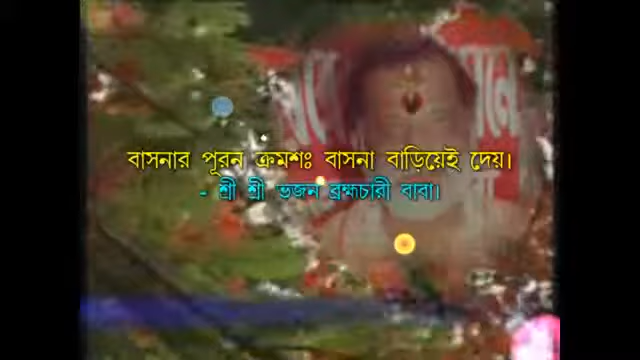 বাসনার পূরন ক্রমশঃ বাসনা বাড়িয়েই দেয়।
- শ্রী শ্রী ভজন ব্রহ্মচারী বাবা।